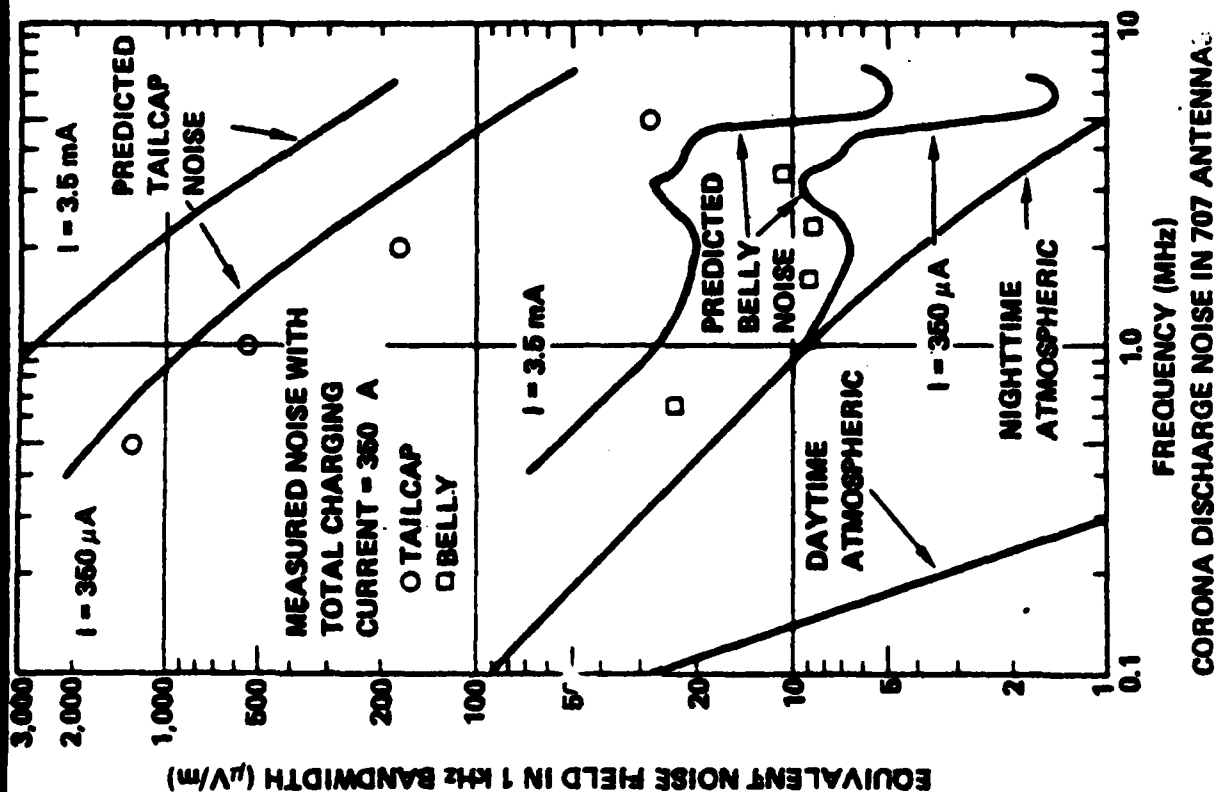 EQUIVALENT NOISE FIELD IN 1 kHz BANDWIDTH (µV/m)
3,000
2,000
1,000
500
200
100
5
20
10
5
2
1
I = 350 µA
I = 3.5 mA
PREDICTED
TAILCAP
NOISE
MEASURED NOISE WITH
TOTAL CHARGING
CURRENT = 350 A
TAILCAP
BELLY
I = 3.5 mA
PREDICTED
BELLY
NOISE
DAYTIME
ATMOSPHERIC
I = 350 µA
NIGHTTIME
ATMOSPHERIC
0.1
1.0
10
FREQUENCY (MHz)
CORONA DISCHARGE NOISE IN 707 ANTENNA